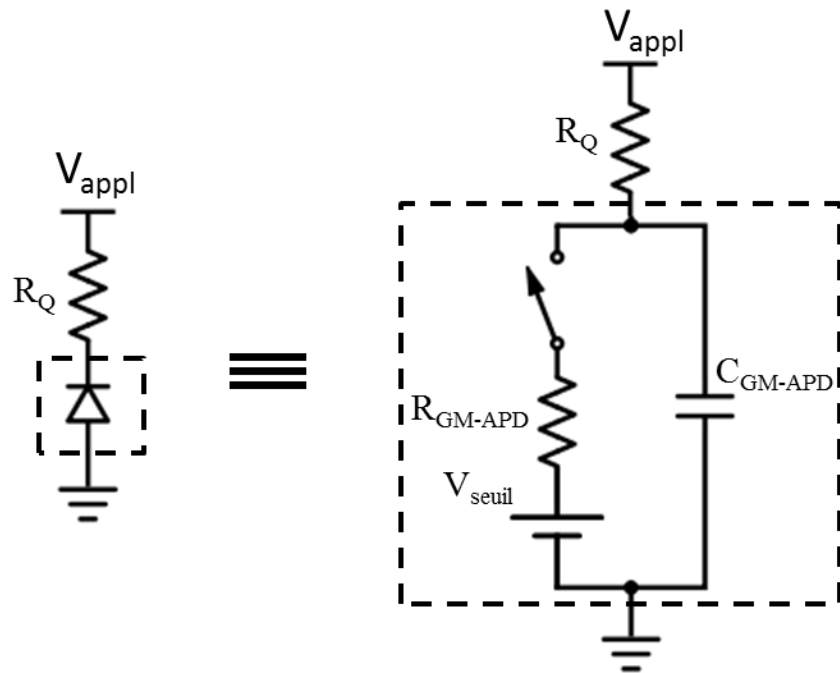 V_appl
R_Q
V_appl
R_Q
R_GM-APD
C_GM-APD
V_seuil